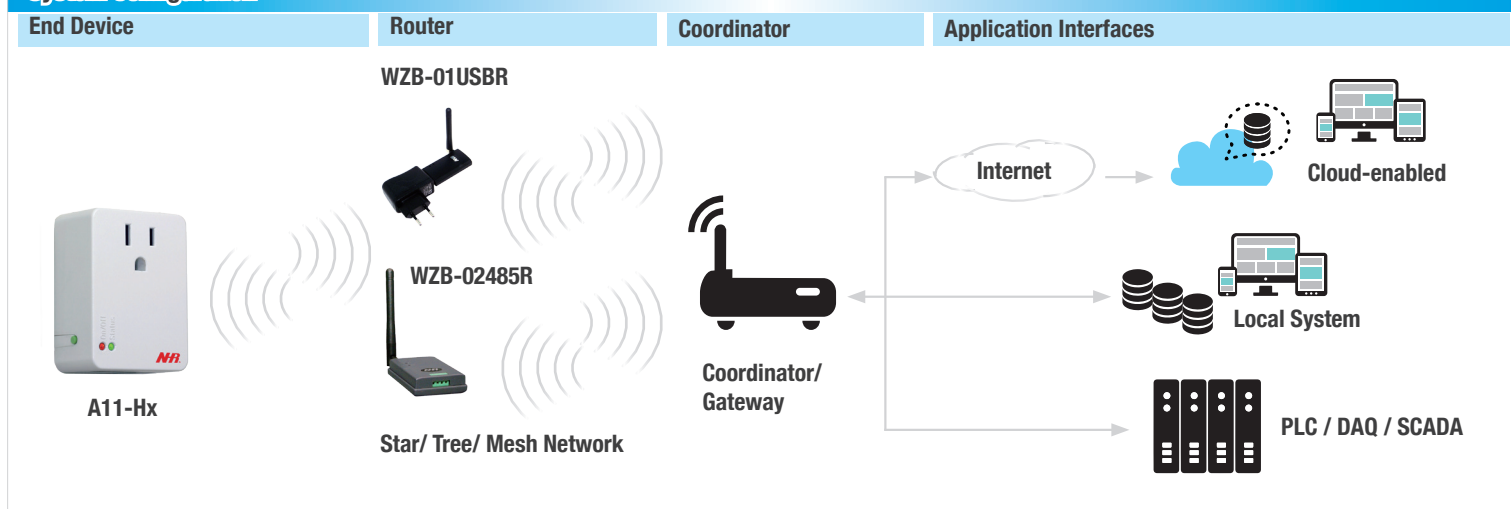 End Device
Router
Coordinator
Application Interfaces
WZB-01USBR
Internet
Cloud-enabled
WZB-02485R
Local System
A11-Hx
Coordinator/
Gateway
PLC / DAQ / SCADA
Star/ Tree/ Mesh Network